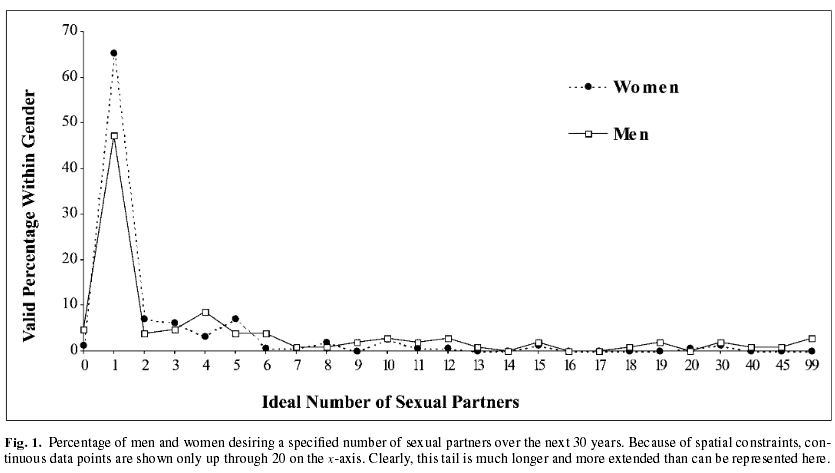 70
60
50
40
30
20
10
0
Valid Percentage Within Gender
Women
Men
0 1 2 3 4 5 6 7 8 9 10 11 12 13 14 15 16 17 18 19 20 30 40 45 99
Ideal Number of Sexual Partners
Fig. 1. Percentage of men and women desiring a specified number of sexual partners over the next 30 years. Because of spatial constraints, con-
tinuous data points are shown only up through 20 on the x-axis. Clearly, this tail is much longer and more extended than can be represented here.